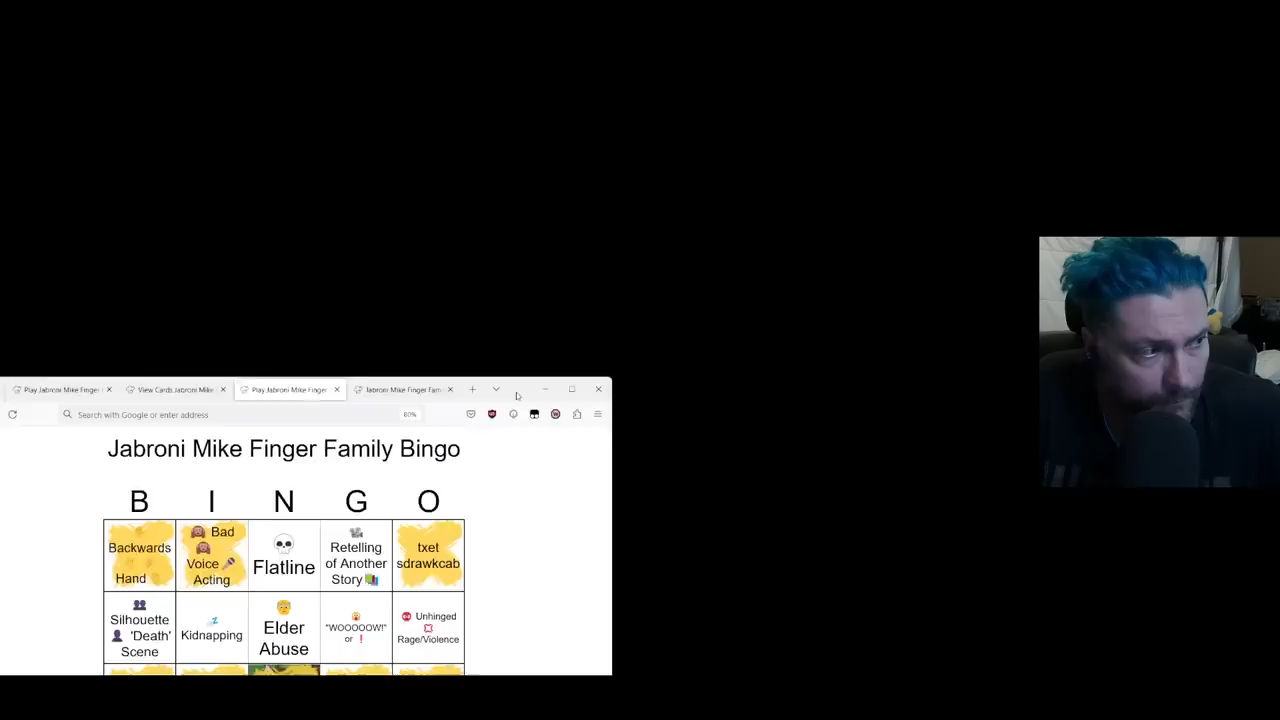 Play Jabroni Mike Finger
View Cards Jabroni Mike
Play Jabroni Mike Finger
Jabroni Mike Finger Fam
Search with Google or enter address
80%
Jabroni Mike Finger Family Bingo
B I N G O
Backwards
Hand
Bad
Voice
Acting
Flatline
Retelling
of Another
Story
txet
sdrawkcab
Silhouette
'Death'
Scene
Kidnapping
Elder
Abuse
"WOOOOOW!"
or ❗
Unhinged
Rage/Violence